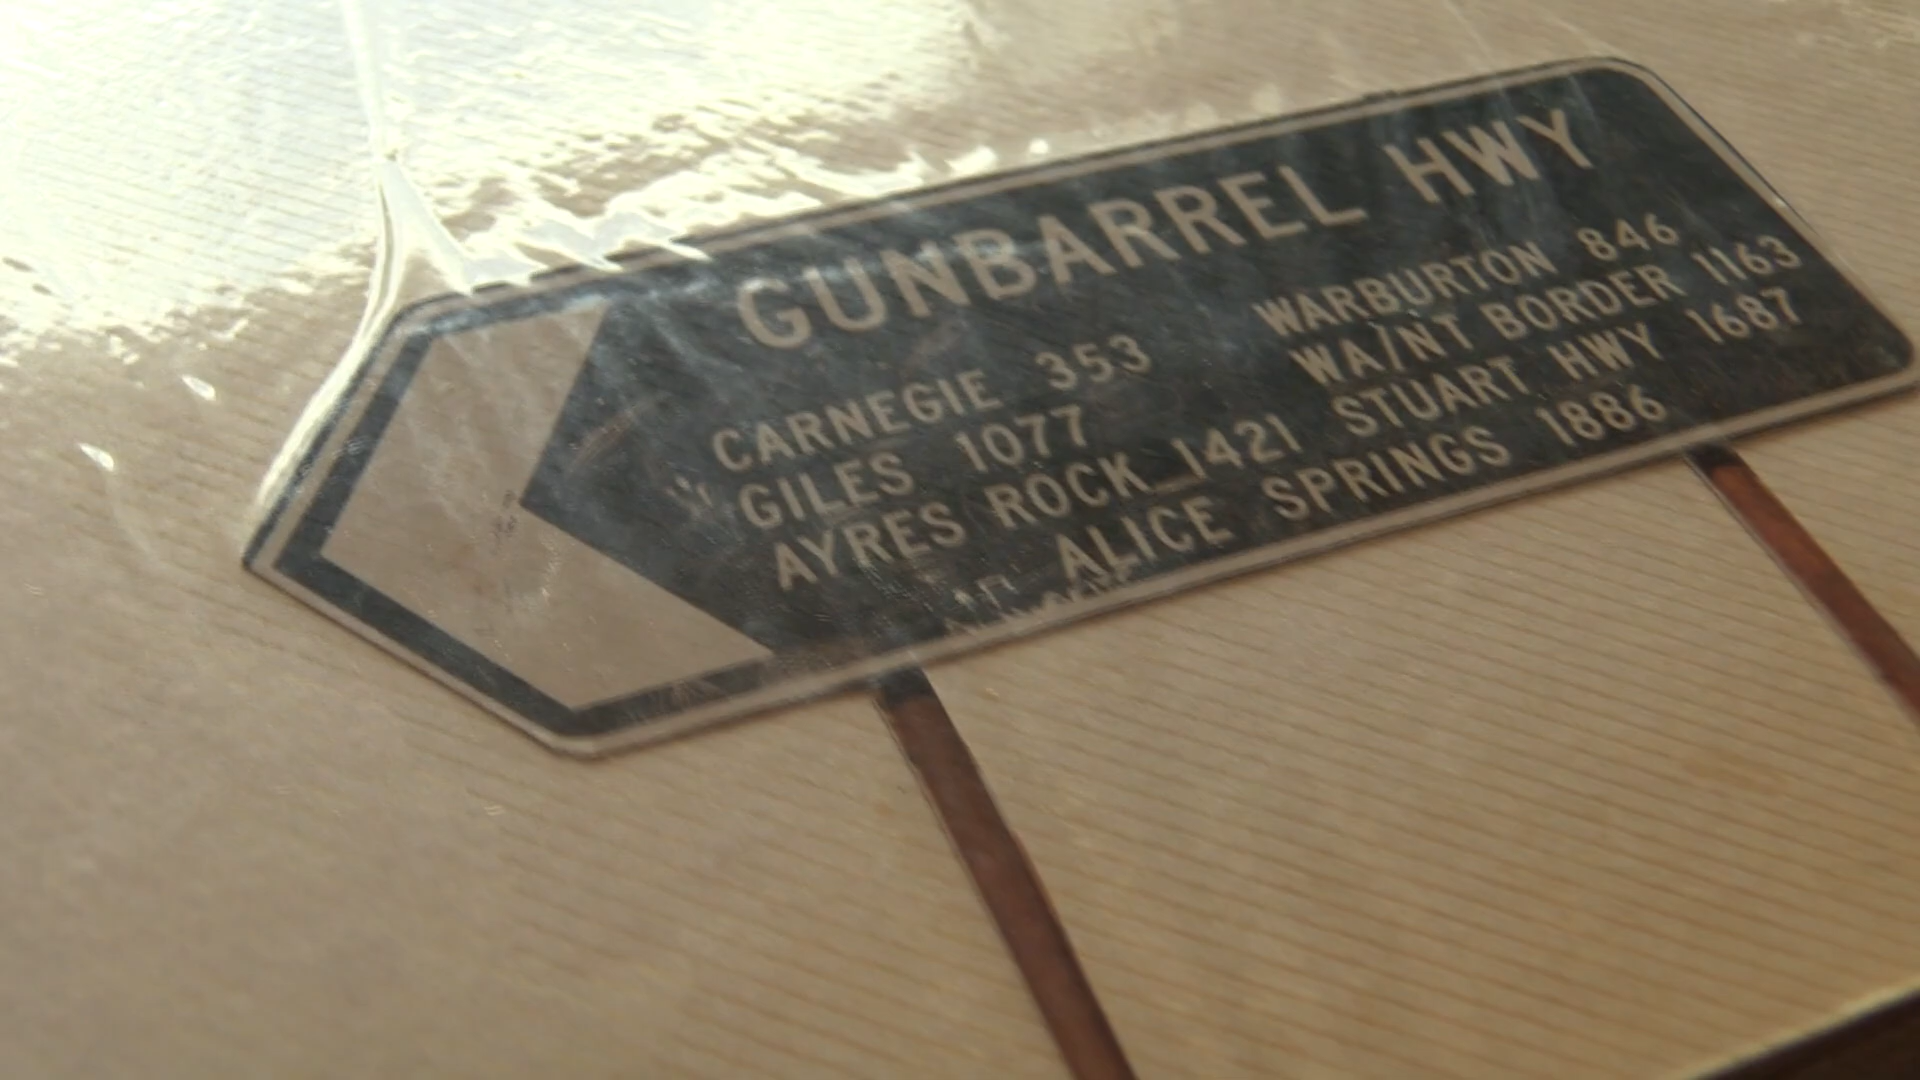 GUNBARREL HWY
CARNEGIE 353 WARBURTON 846
GILES 1077 WA/NT BORDER 1163
AYRES ROCK 1421 STUART HWY 1687
ALICE SPRINGS 1886